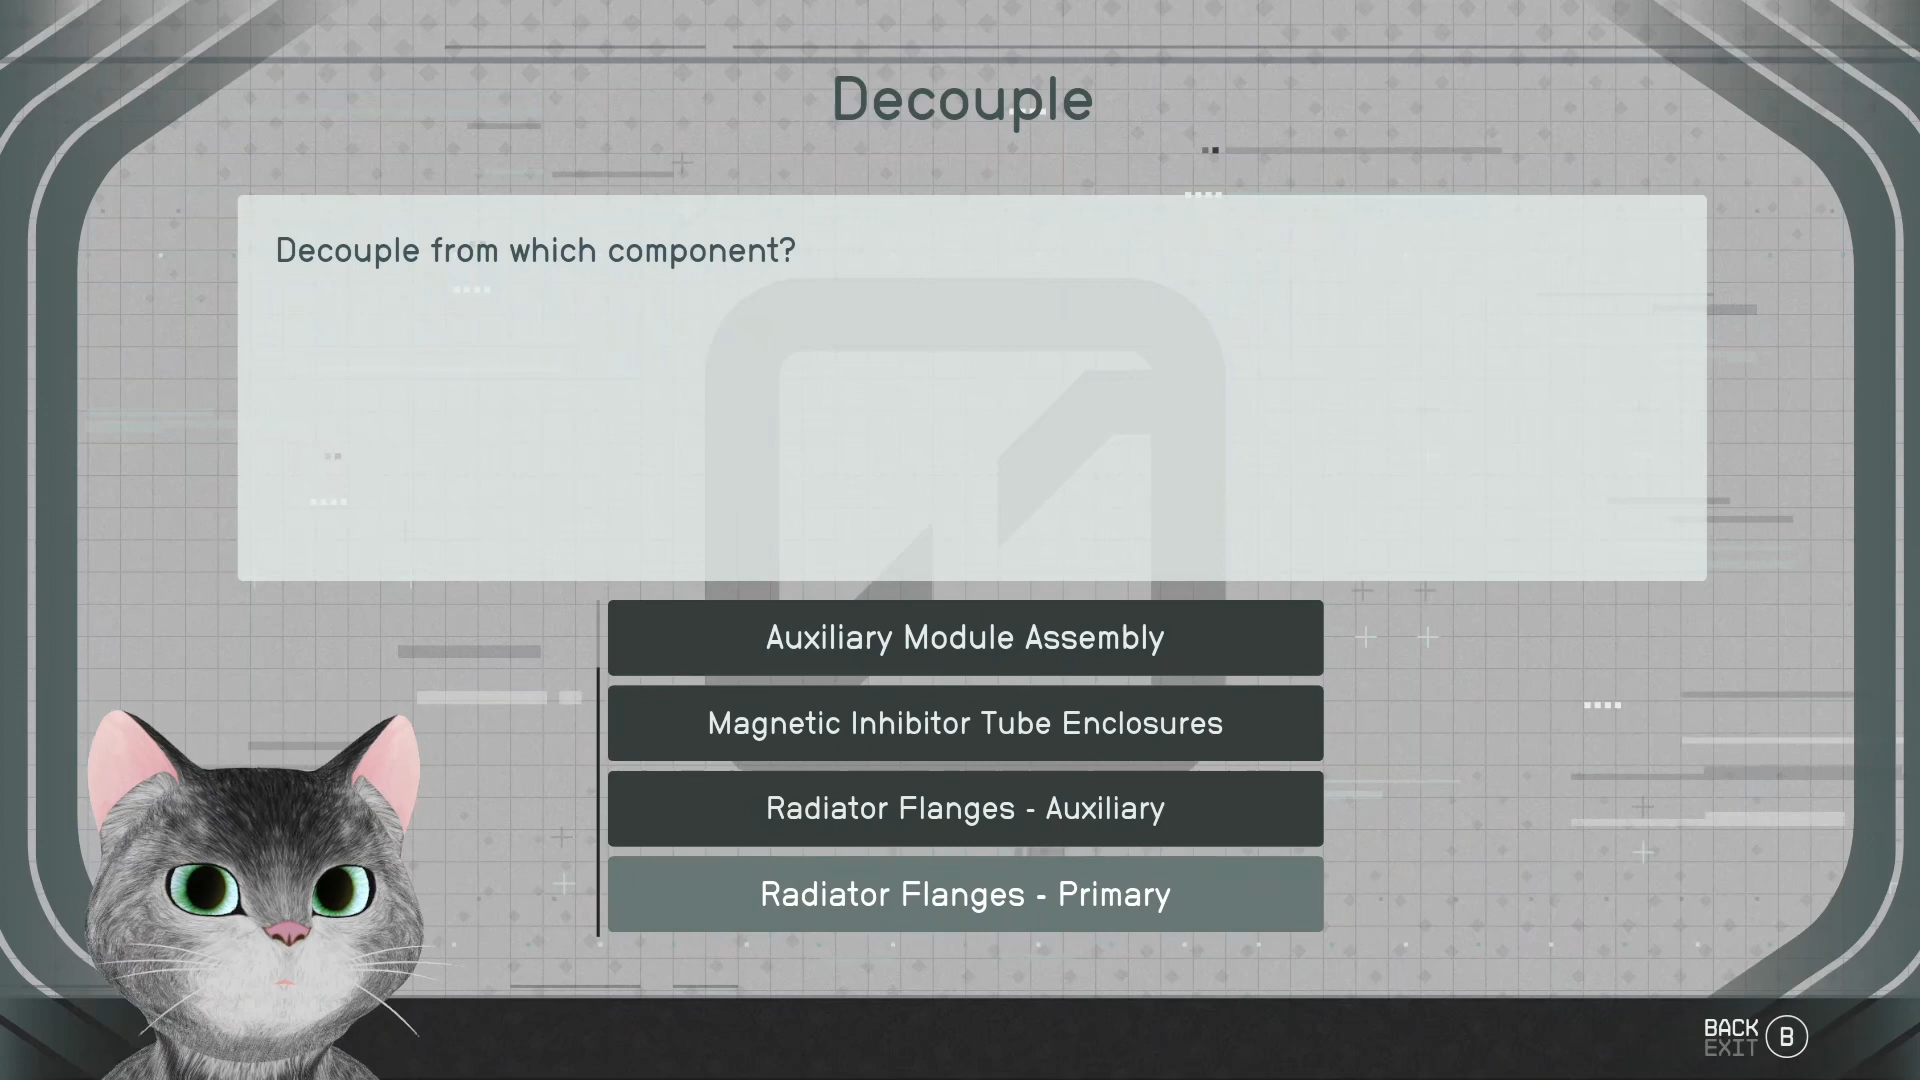 Decouple
Decouple from which component?
Auxiliary Module Assembly
Magnetic Inhibitor Tube Enclosures
Radiator Flanges - Auxiliary
Radiator Flanges - Primary
BACK
EXIT
B